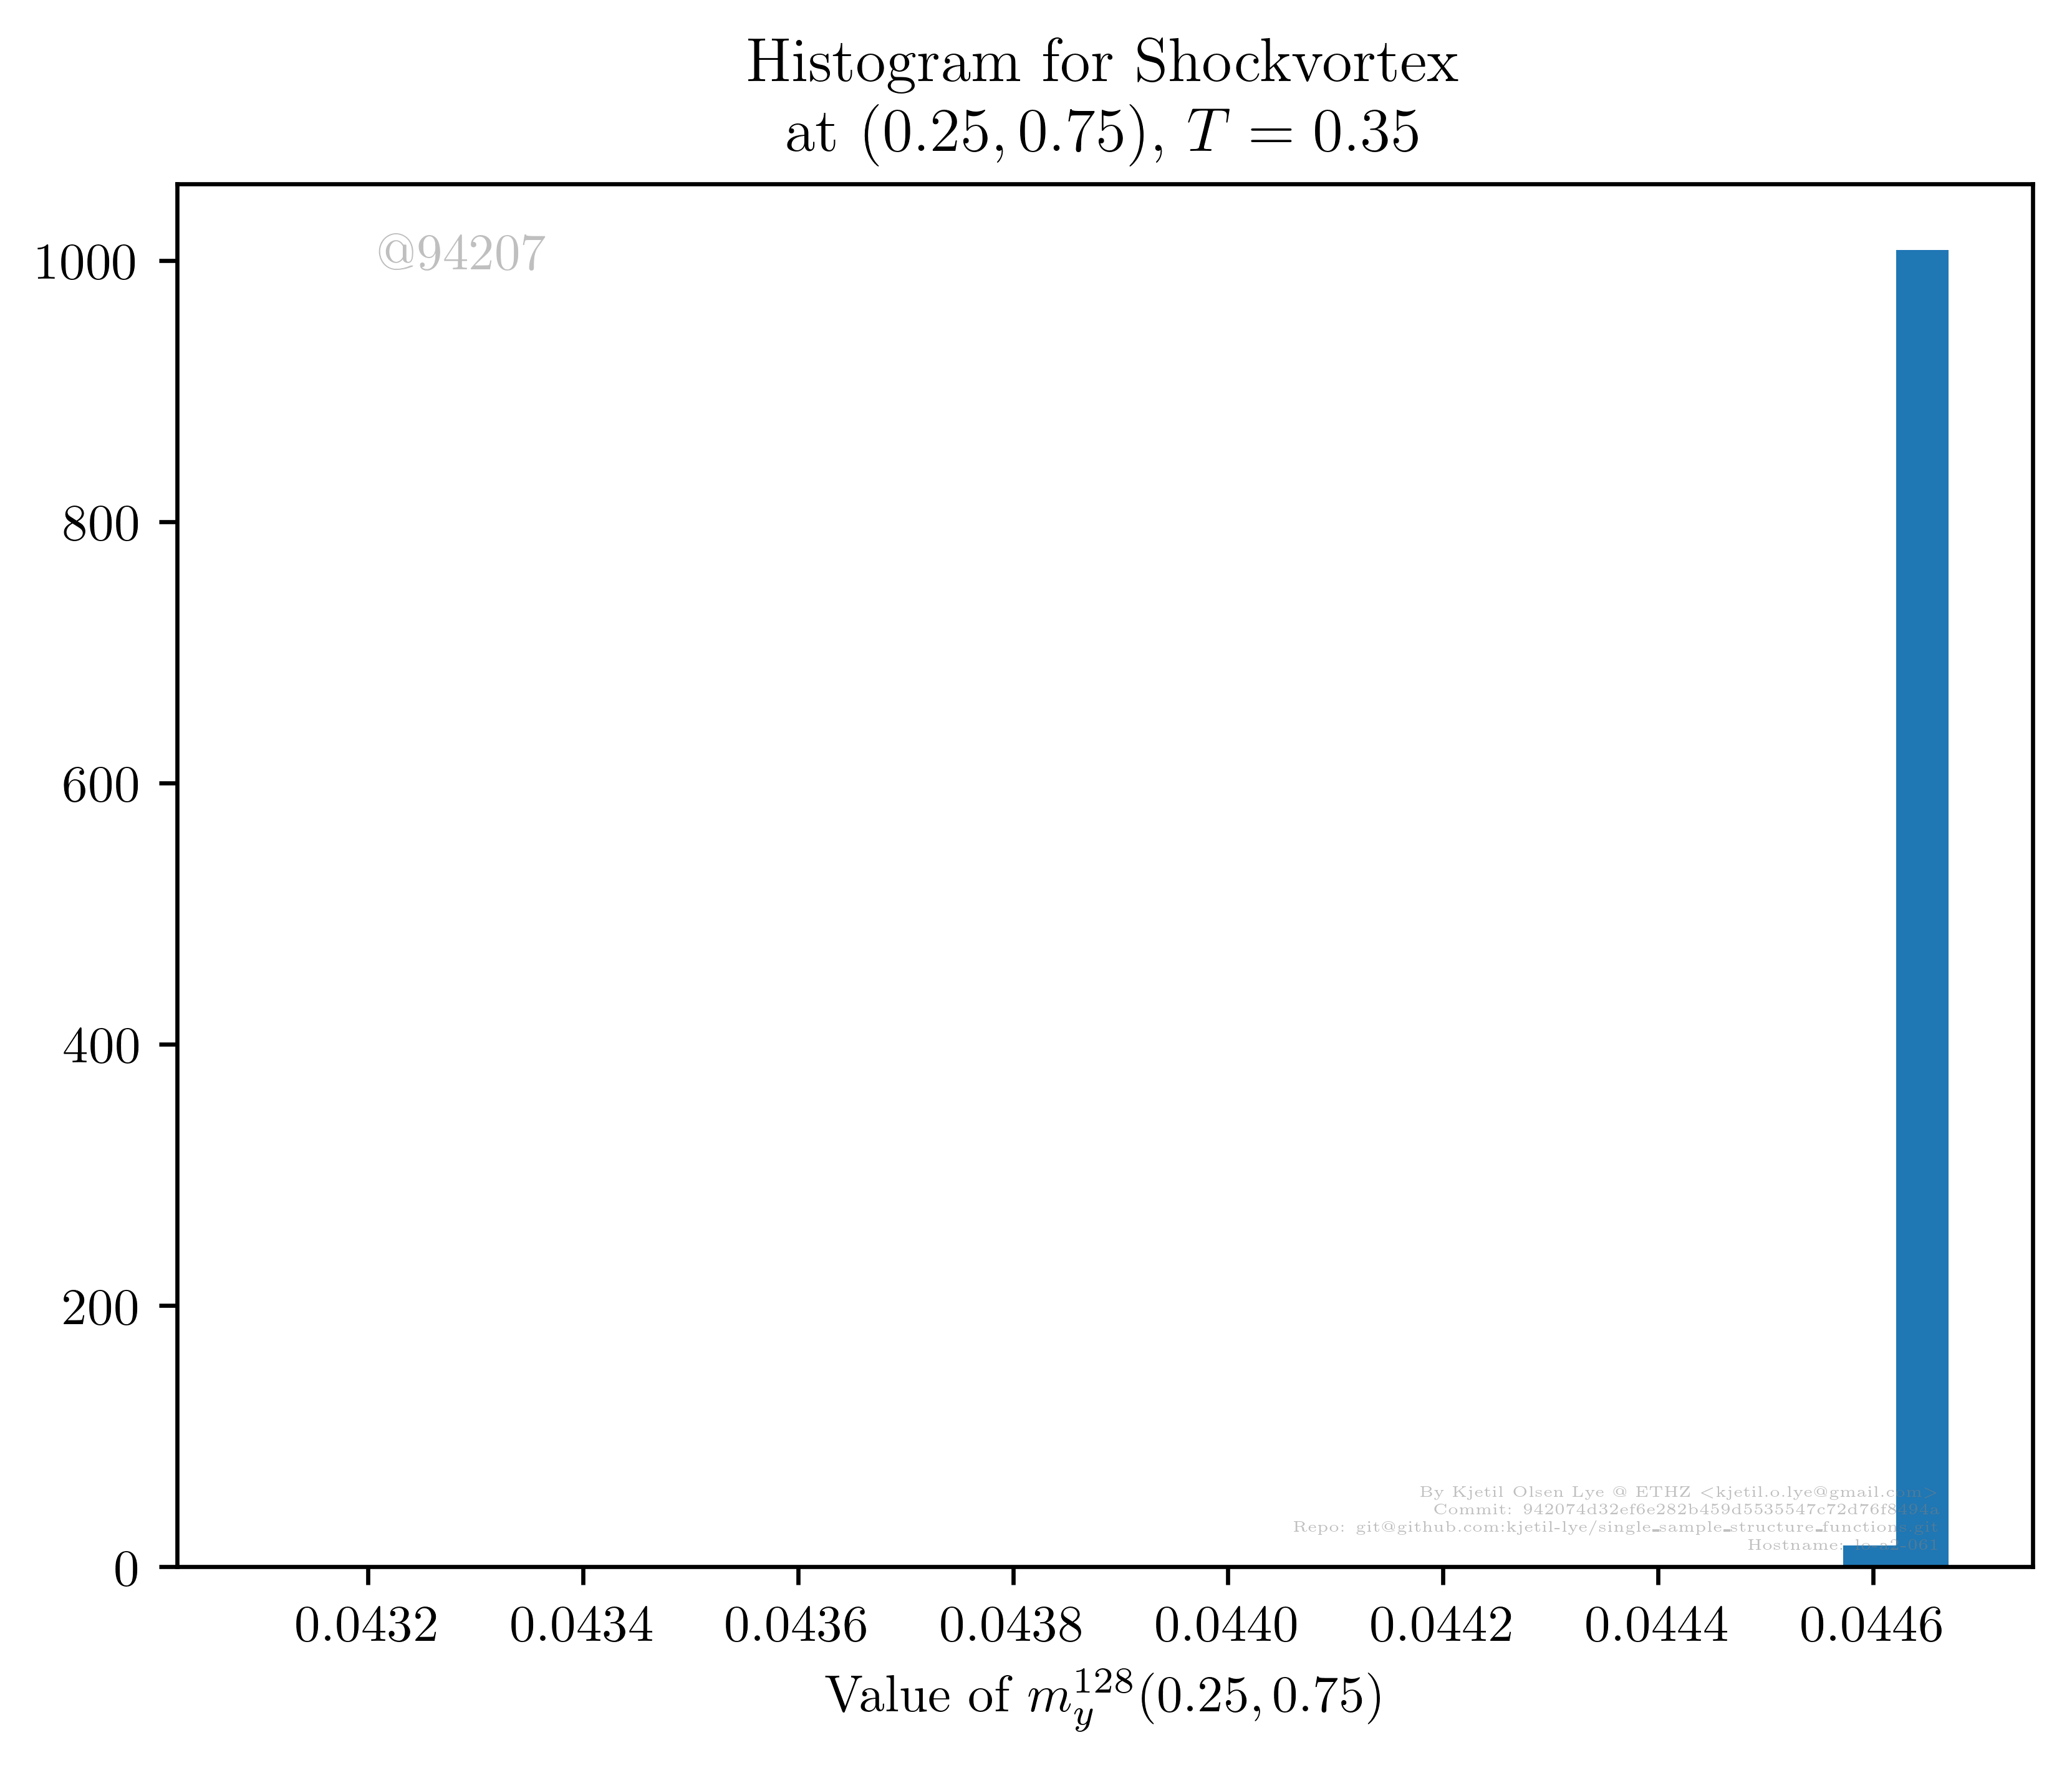 Histogram for Shockvortex
at (0.25, 0.75), T = 0.35
@94207
1000
800
600
400
200
0
By Kjetil Olsen Lye @ ETHZ <kjetil.o.lye@gmail.com>
Commit: 942074d32ef6e282b459d5535547c72d76f8494a
Repo: git@github.com:kjetil-lye/single_sample_structure_functions.git
Hostname:
0.0432 0.0434 0.0436 0.0438 0.0440 0.0442 0.0444 0.0446
Value of m_y^{128}(0.25, 0.75)